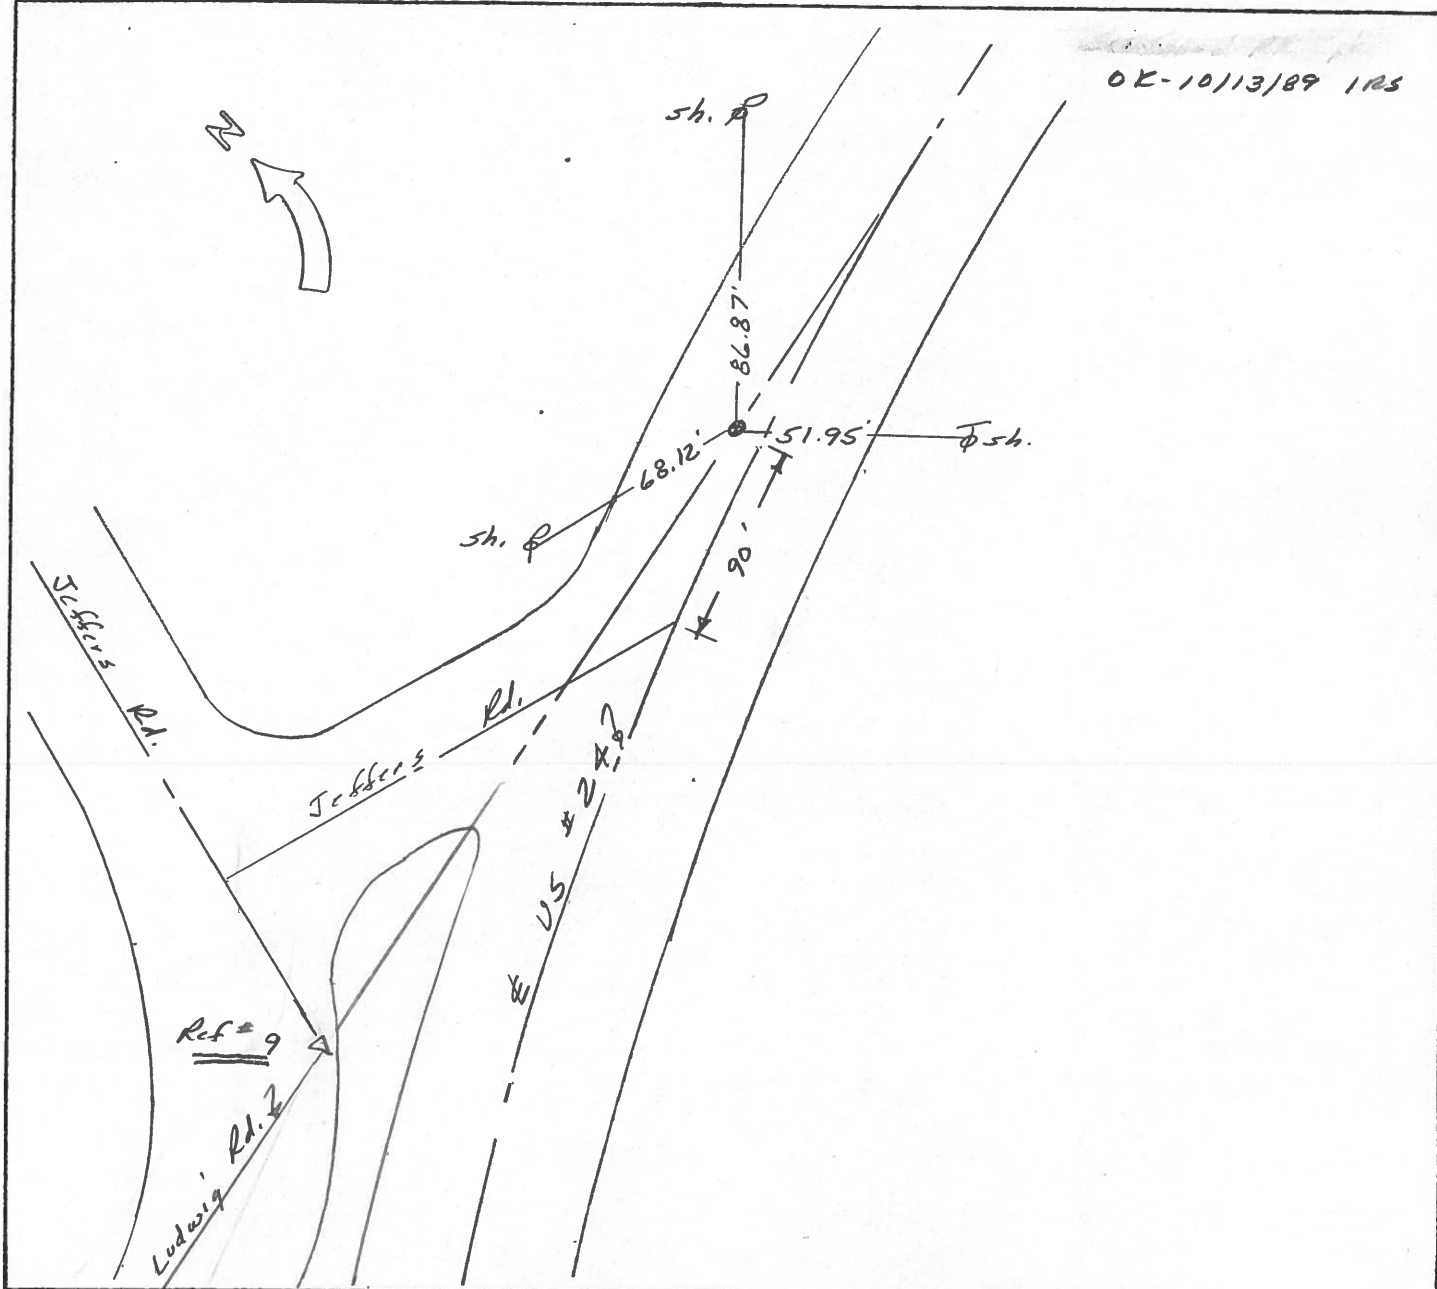 OK-10/13/89 IRS
N
sh.
86.87'
51.95'
sh.
68.12'
sh.
90'
Jeffers Rd.
Jeffers Rd.
US # 24
Ref # 9
Ludwig Rd.